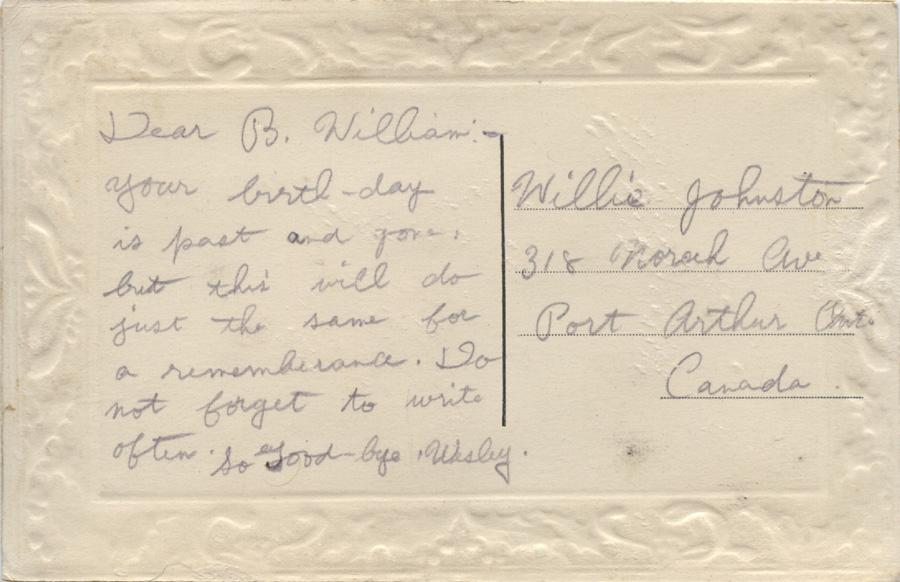 Dear B. William:-
your birth-day
is past and gone,
but this will do
just the same for
a rememberance. Do
not forget to write
often. So Good-bye, Wesley.
Willie Johnston
318 Ave
Port Arthur Ont.
Canada.